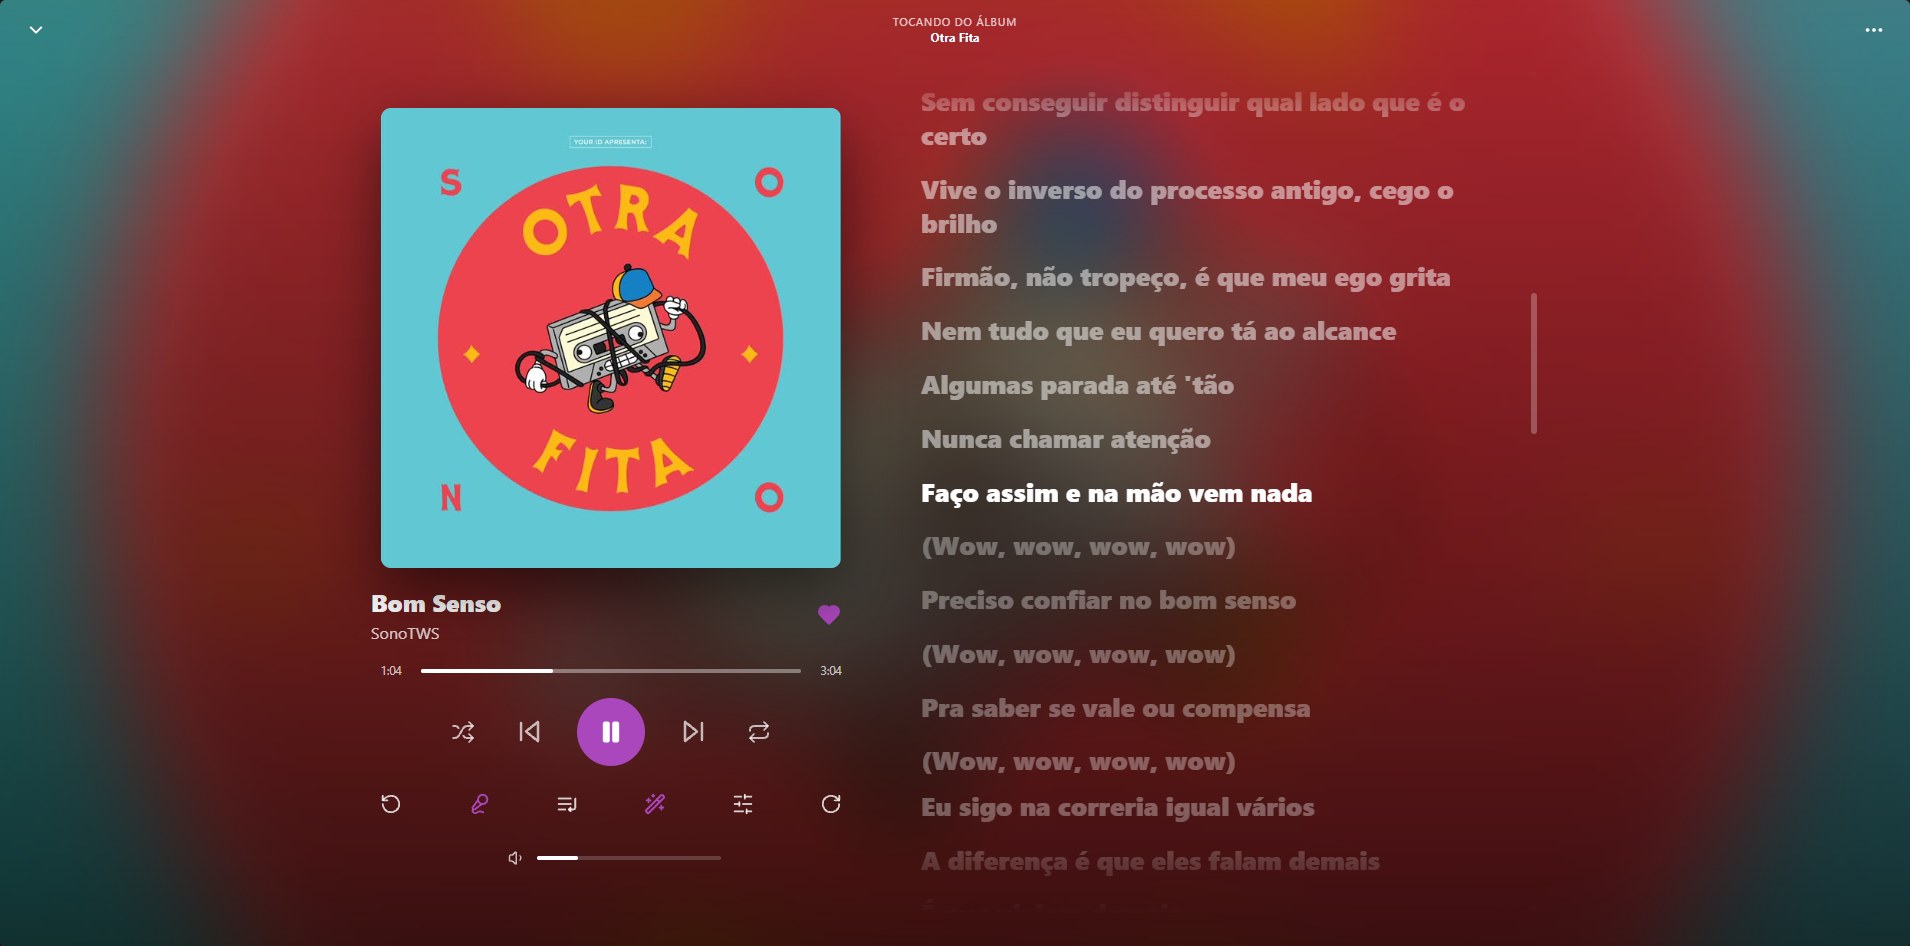 TOCANDO DO ÁLBUM
Otra Fita
YOUR ID APRESENTA:
S O
OTRA
FITA
N O
Bom Senso
SonoTWS
1:04
3:04
Sem conseguir distinguir qual lado que é o
certo
Vive o inverso do processo antigo, cego o
brilho
Firmão, não tropeço, é que meu ego grita
Nem tudo que eu quero tá ao alcance
Algumas parada até 'tão
Nunca chamar atenção
Faço assim e na mão vem nada
(Wow, wow, wow, wow)
Preciso confiar no bom senso
(Wow, wow, wow, wow)
Pra saber se vale ou compensa
(Wow, wow, wow, wow)
Eu sigo na correria igual vários
A diferença é que eles falam demais